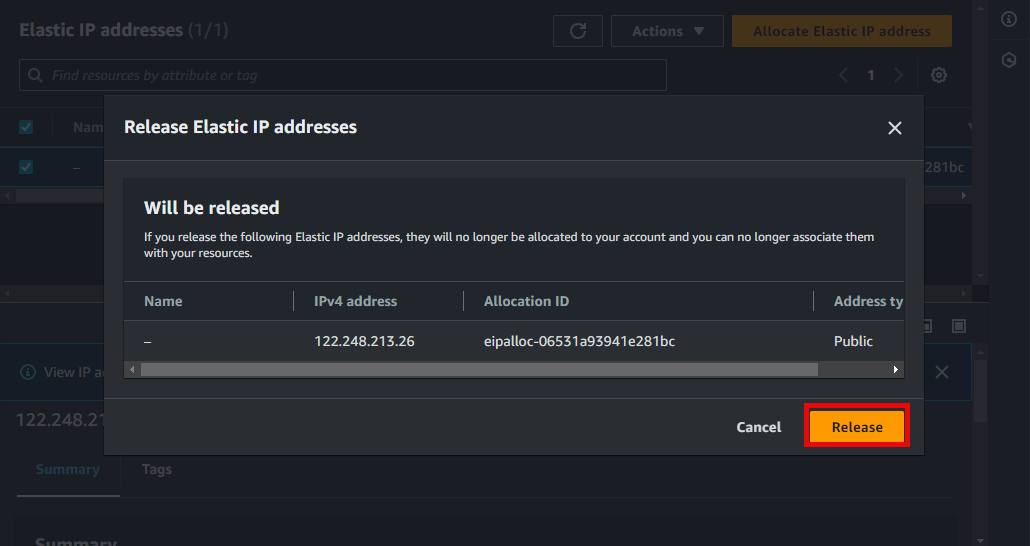 Elastic IP addresses (1/1)
Actions
Allocate Elastic IP address
Find resources by attribute or tag
1
Release Elastic IP addresses
Nam
–
281bc
Will be released
If you release the following Elastic IP addresses, they will no longer be allocated to your account and you can no longer associate them
with your resources.
Name
IPv4 address
Allocation ID
Address ty
–
122.248.213.26
eipalloc-06531a93941e281bc
Public
View IP a
122.248.21
Cancel
Release
Summary
Tags
Summary